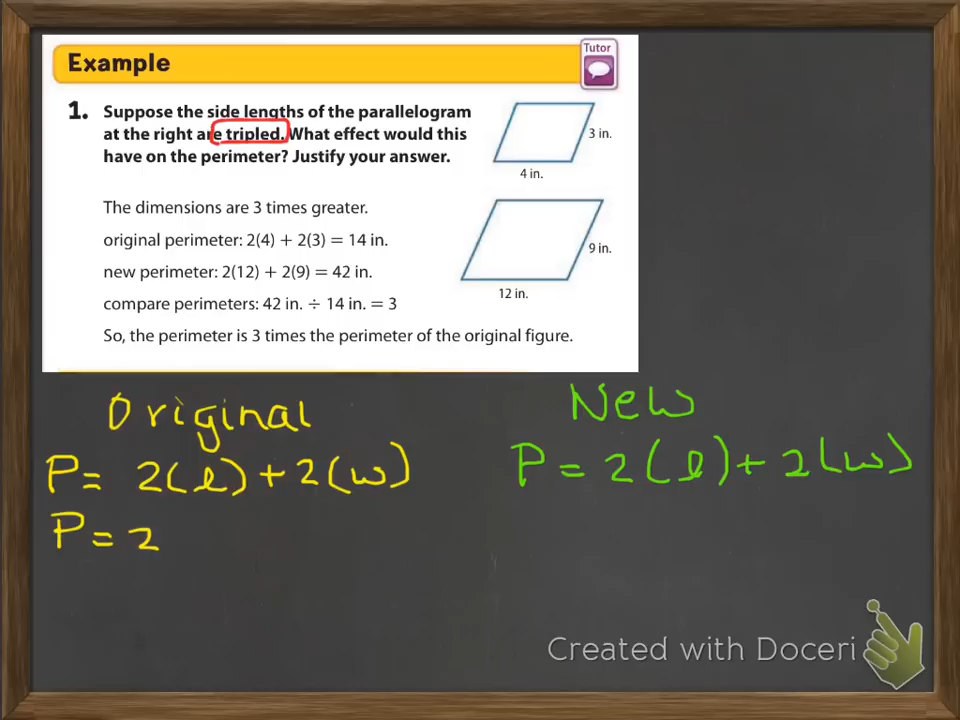 Example
Tutor
1. Suppose the side lengths of the parallelogram
at the right are tripled. What effect would this
have on the perimeter? Justify your answer.
3 in.
4 in.
The dimensions are 3 times greater.
original perimeter: 2(4) + 2(3) = 14 in.
new perimeter: 2(12) + 2(9) = 42 in.
compare perimeters: 42 in. ÷ 14 in. = 3
So, the perimeter is 3 times the perimeter of the original figure.
9 in.
12 in.
Original
P = 2(l) + 2(w)
P = 2
New
P = 2(l) + 2(w)
Created with Doceri